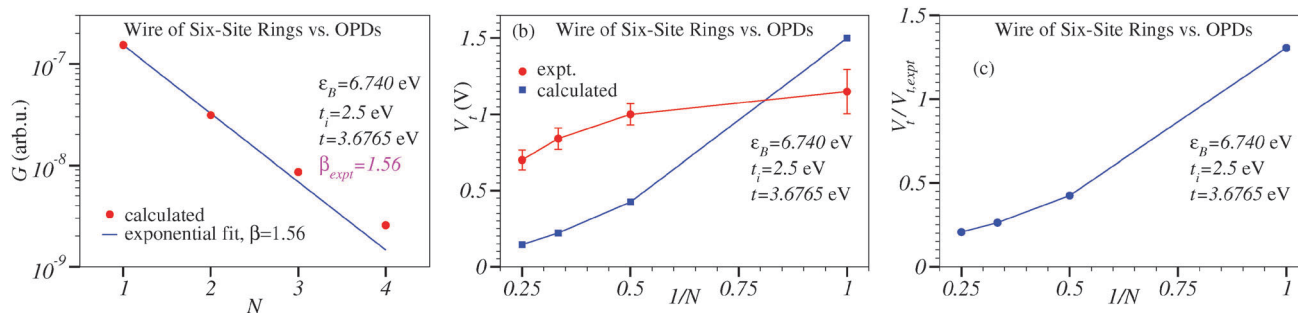 Wire of Six-Site Rings vs. OPDs
10⁻⁷
10⁻⁸
10⁻⁹
G (arb.u.)
ε_B=6.740 eV
t_i=2.5 eV
t=3.6765 eV
β_expt=1.56
calculated
exponential fit, β=1.56
1
2
3
4
N
Wire of Six-Site Rings vs. OPDs
(b)
expt.
calculated
1.5
1
0.5
0
V_t (V)
ε_B=6.740 eV
t_i=2.5 eV
t=3.6765 eV
0.25
0.5
0.75
1
1/N
Wire of Six-Site Rings vs. OPDs
(c)
1.5
1
0.5
0
V_t/V_t,expt
ε_B=6.740 eV
t_i=2.5 eV
t=3.6765 eV
0.25
0.5
0.75
1
1/N